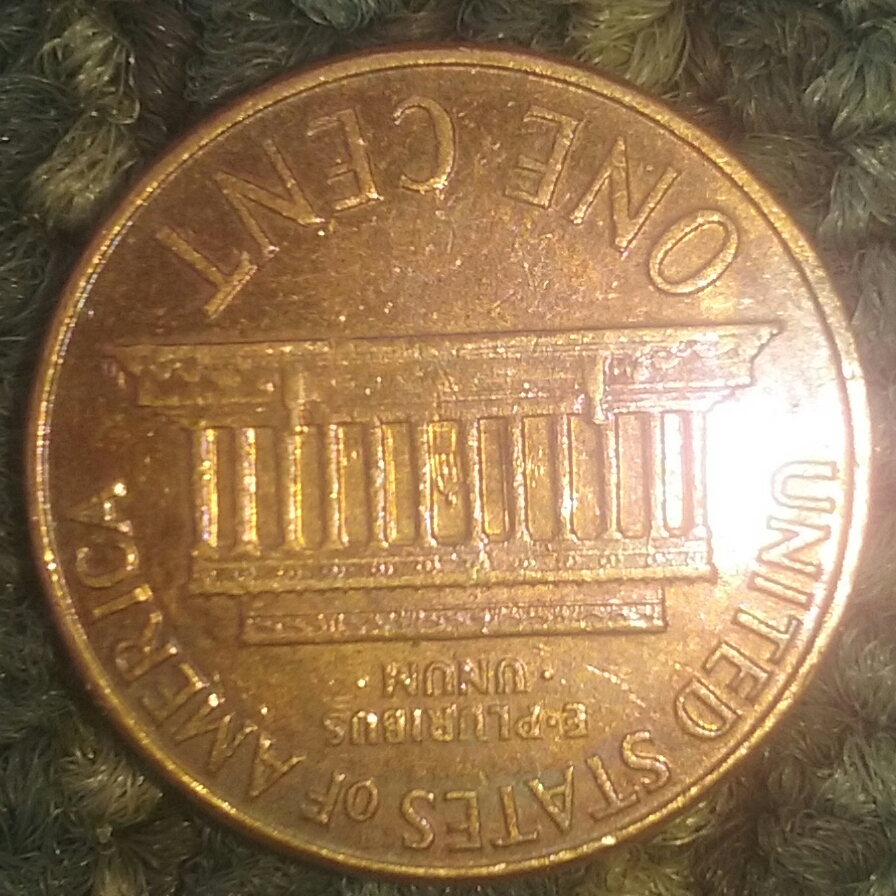 UNITED STATES OF AMERICA
E·PLURIBUS
·UNUM·
ONE CENT